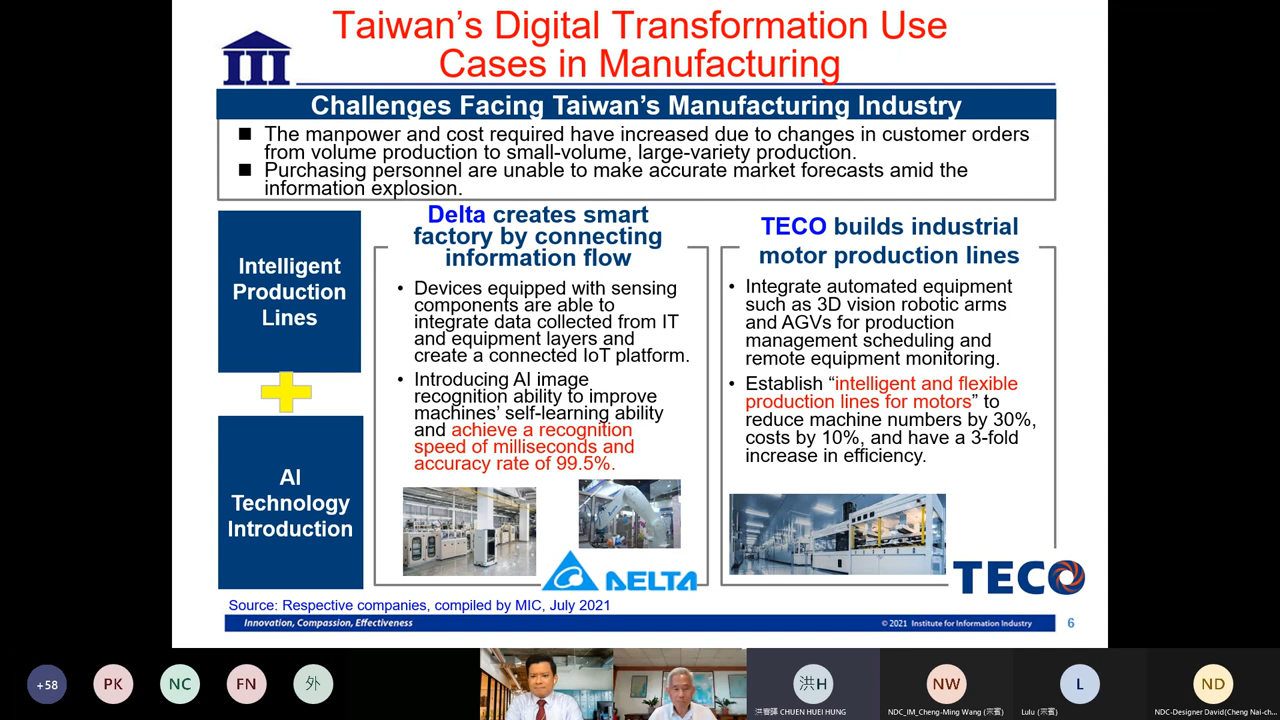 Taiwan's Digital Transformation Use
Cases in Manufacturing
Challenges Facing Taiwan's Manufacturing Industry
■ The manpower and cost required have increased due to changes in customer orders
from volume production to small-volume, large-variety production.
■ Purchasing personnel are unable to make accurate market forecasts amid the
information explosion.
Intelligent
Production
Lines
AI
Technology
Introduction
Delta creates smart
factory by connecting
information flow
• Devices equipped with sensing
components are able to
integrate data collected from IT
and equipment layers and
create a connected IoT platform.
• Introducing AI image
recognition ability to improve
machines' self-learning ability
and achieve a recognition
speed of milliseconds and
accuracy rate of 99.5%.
DELTA
TECO builds industrial
motor production lines
• Integrate automated equipment
such as 3D vision robotic arms
and AGVs for production
management scheduling and
remote equipment monitoring.
• Establish "intelligent and flexible
production lines for motors" to
reduce machine numbers by 30%,
costs by 10%, and have a 3-fold
increase in efficiency.
TECO
Source: Respective companies, compiled by MIC, July 2021
Innovation, Compassion, Effectiveness
© 2021 Institute for Information Industry
6
+58
PK
NC
FN
外
洪H
NW
L
ND
CHUEN HUEI HUNG
NDC_IM_Cheng-Ming Wang (來賓)
Lulu (來賓)
NDC-Designer David(Cheng Nai-ch...